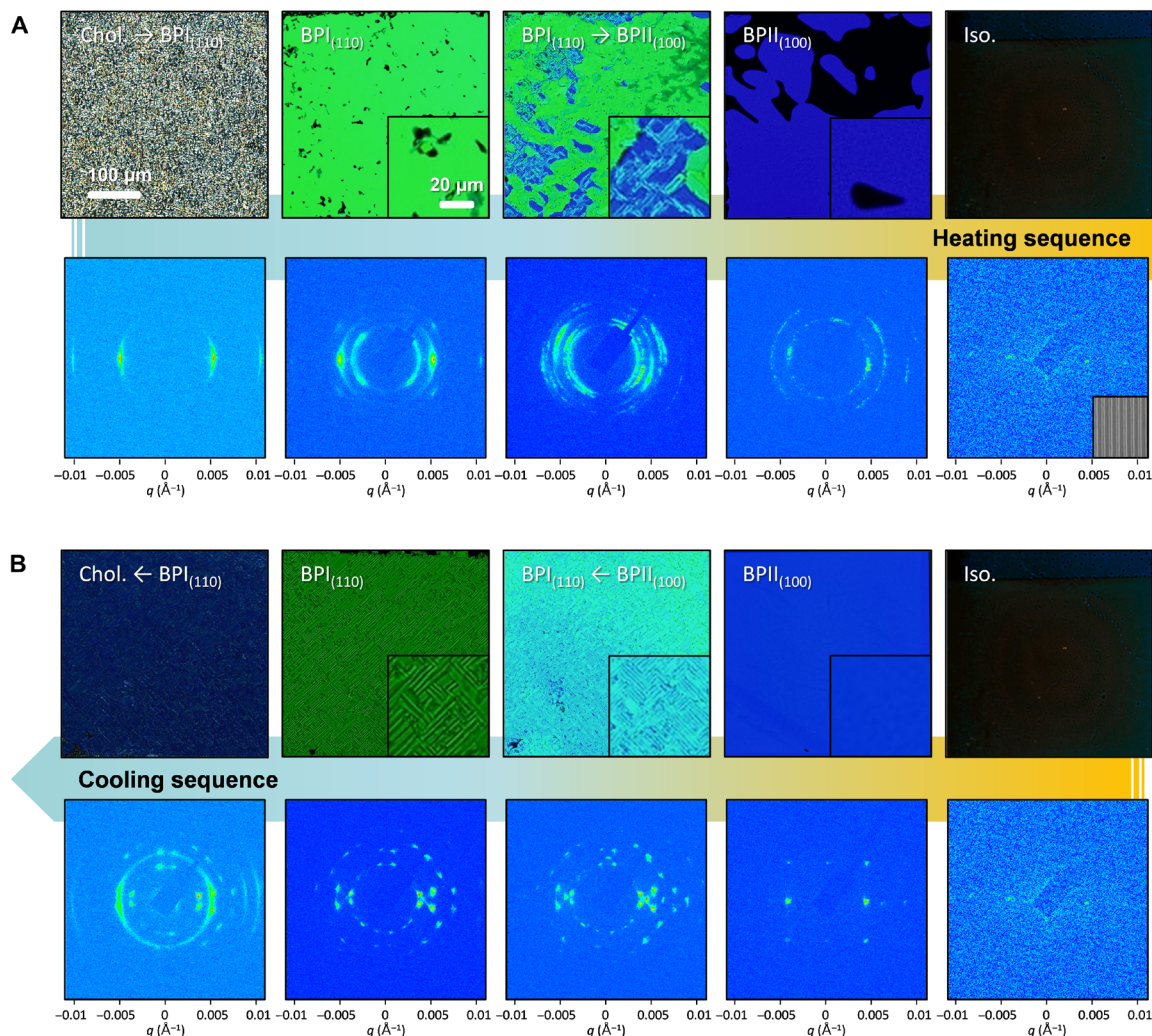 A
Chol. → BPI(110)
BPI(110)
BPI(110) → BPII(100)
BPII(100)
Iso.
100 µm
20 µm
Heating sequence
–0.01 –0.005 0 0.005 0.01
q (Å⁻¹)
–0.01 –0.005 0 0.005 0.01
q (Å⁻¹)
–0.01 –0.005 0 0.005 0.01
q (Å⁻¹)
–0.01 –0.005 0 0.005 0.01
q (Å⁻¹)
–0.01 –0.005 0 0.005 0.01
q (Å⁻¹)
B
Chol. ← BPI(110)
BPI(110)
BPI(110) ← BPII(100)
BPII(100)
Iso.
Cooling sequence
–0.01 –0.005 0 0.005 0.01
q (Å⁻¹)
–0.01 –0.005 0 0.005 0.01
q (Å⁻¹)
–0.01 –0.005 0 0.005 0.01
q (Å⁻¹)
–0.01 –0.005 0 0.005 0.01
q (Å⁻¹)
–0.01 –0.005 0 0.005 0.01
q (Å⁻¹)